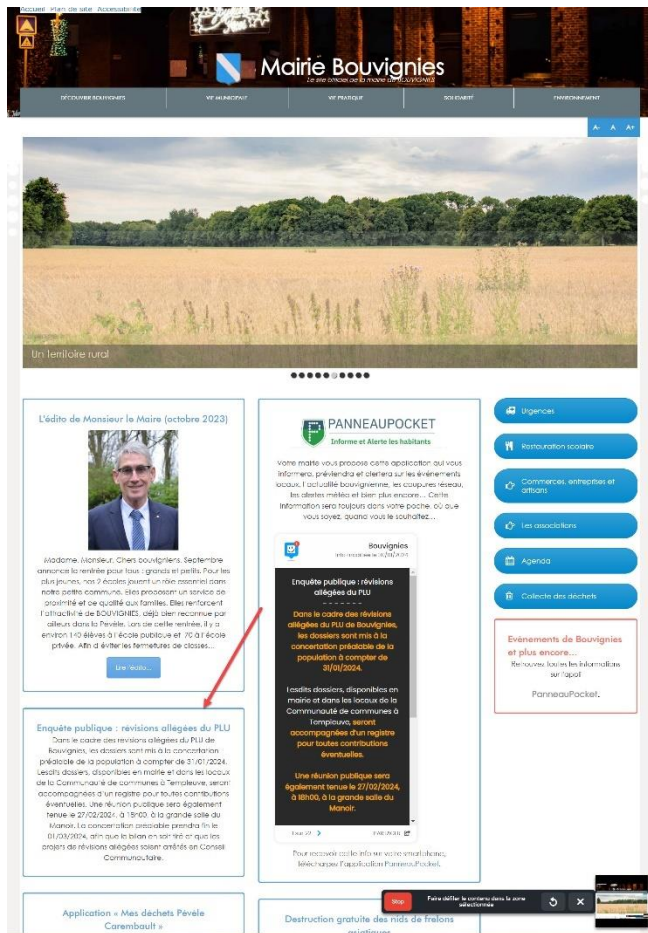 Accueil Plan de site Accessibilité
Mairie Bouvignies
Le site officiel de la mairie de BOUVIGNIES
DÉCOUVRIR BOUVIGNIES
VIE MUNICIPALE
VIE PRATIQUE
SOLIDARITÉ
ENVIRONNEMENT
A- A A+
Un territoire rural
L'édito de Monsieur le Maire (octobre 2023)
Madame, Monsieur, Chers bouvigniens, Septembre
annonce la rentrée pour tous : grands et petits. Pour les
plus jeunes, nos 2 écoles jouent un rôle essentiel dans
notre petite commune. Elles proposent un service de
proximité et de qualité aux familles. Elles renforcent
l'attractivité de BOUVIGNIES, déjà bien reconnue par
ailleurs dans la Pévèle. Lors de cette rentrée, il y a
environ 140 élèves à l'école publique et 70 à l'école
privée. Afin d'éviter les fermetures de classes...
Lire l'édito...
Enquête publique : révisions allégées du PLU
Dans le cadre des révisions allégées du PLU de
Bouvignies, les dossiers sont mis à la concertation
préalable de la population à compter de 31/01/2024.
Lesdits dossiers, disponibles en mairie et dans les locaux
de la Communauté de communes à Templeuve, seront
accompagnées d'un registre pour toutes contributions
éventuelles. Une réunion publique sera également
tenue le 27/02/2024, à 18h00, à la grande salle du
Manoir. La concertation préalable prendra fin le
01/03/2024, afin que le bilan en soit tiré et que les
projets de révisions allégées soient arrêtés en Conseil
Communautaire.
Application « Mes déchets Pévèle
Carembault »
PANNEAUPOCKET
Informe et Alerte les habitants
Votre mairie vous propose cette application qui vous
informera, préviendra et alertera sur les événements
locaux, l'actualité bouvignienne, les coupures réseau,
les alertes météo et bien plus encore... Cette
information sera toujours dans votre poche, où que
vous soyez, quand vous le souhaitez...
Bouvignies
Enquête publique : révisions
allégées du PLU
- - - - - - -
Dans le cadre des révisions
allégées du PLU de Bouvignies,
les dossiers sont mis à la
concertation préalable de la
population à compter de
31/01/2024.
Lesdits dossiers, disponibles en
mairie et dans les locaux de la
Communauté de communes à
Templeuve, seront
accompagnées d'un registre
pour toutes contributions
éventuelles.
Une réunion publique sera
également tenue le 27/02/2024,
à 18h00, à la grande salle du
Manoir.
Pour recevoir cette info sur votre smartphone,
téléchargez l'application PanneauPocket.
Destruction gratuite des nids de frelons
asiatiques
Urgences
Restauration scolaire
Commerces, entreprises et
artisans
Les associations
Agenda
Collecte des déchets
Evènements de Bouvignies
et plus encore...
Retrouvez toutes les informations
sur l'appli
PanneauPocket.
Stop
Faire défiler le contenu dans la zone
sélectionnée